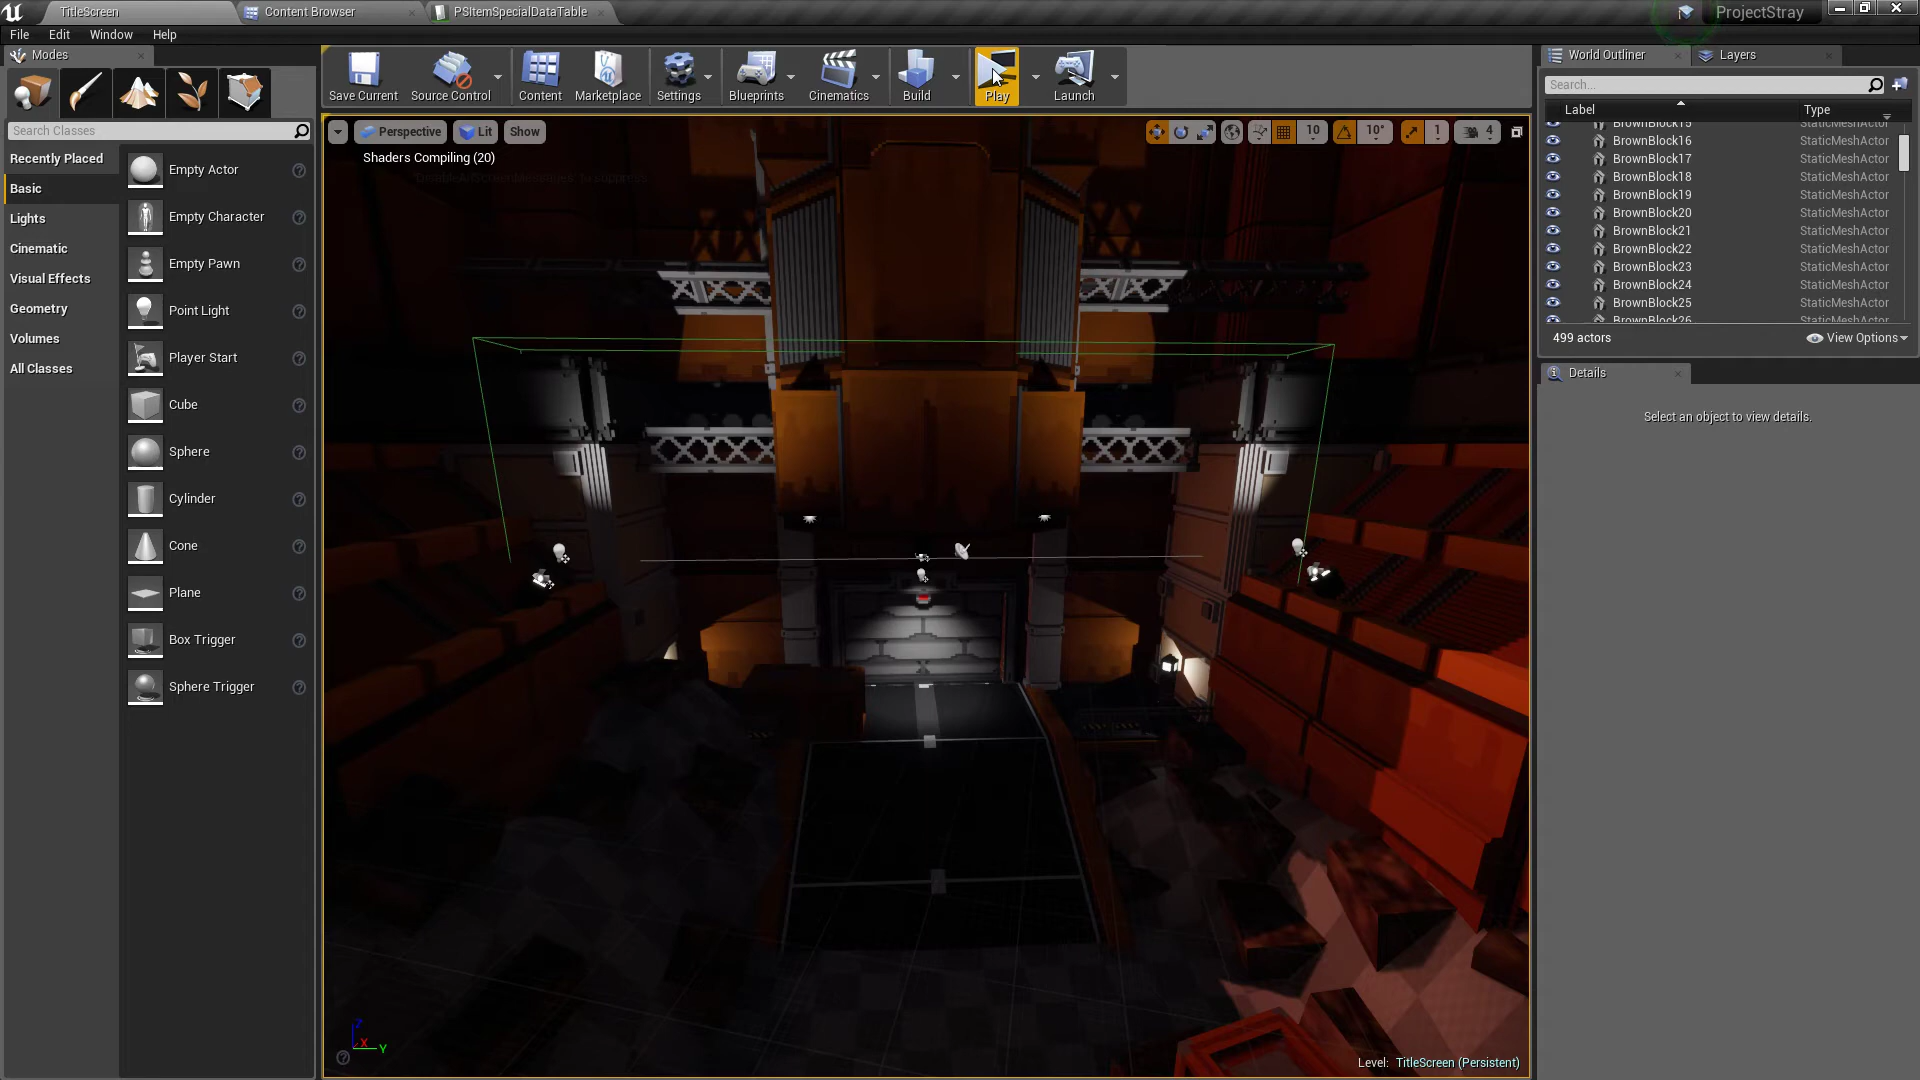 TitleScreen
Content Browser
PSItemSpecialDataTable
ProjectStray
File Edit Window Help
Modes
Save Current
Source Control
Content
Marketplace
Settings
Blueprints
Cinematics
Build
Play
Launch
World Outliner
Layers
Search...
Label Type
Search Classes
Recently Placed
Basic
Lights
Cinematic
Visual Effects
Geometry
Volumes
All Classes
Empty Actor
Empty Character
Empty Pawn
Point Light
Player Start
Cube
Sphere
Cylinder
Cone
Plane
Box Trigger
Sphere Trigger
Perspective Lit Show
10 10° 1 4
Shaders Compiling (20)
BrownBlock15 StaticMeshActor
BrownBlock16 StaticMeshActor
BrownBlock17 StaticMeshActor
BrownBlock18 StaticMeshActor
BrownBlock19 StaticMeshActor
BrownBlock20 StaticMeshActor
BrownBlock21 StaticMeshActor
BrownBlock22 StaticMeshActor
BrownBlock23 StaticMeshActor
BrownBlock24 StaticMeshActor
BrownBlock25 StaticMeshActor
BrownBlock26 StaticMeshActor
499 actors View Options
Details
Select an object to view details.
Z
X
Y
Level: TitleScreen (Persistent)